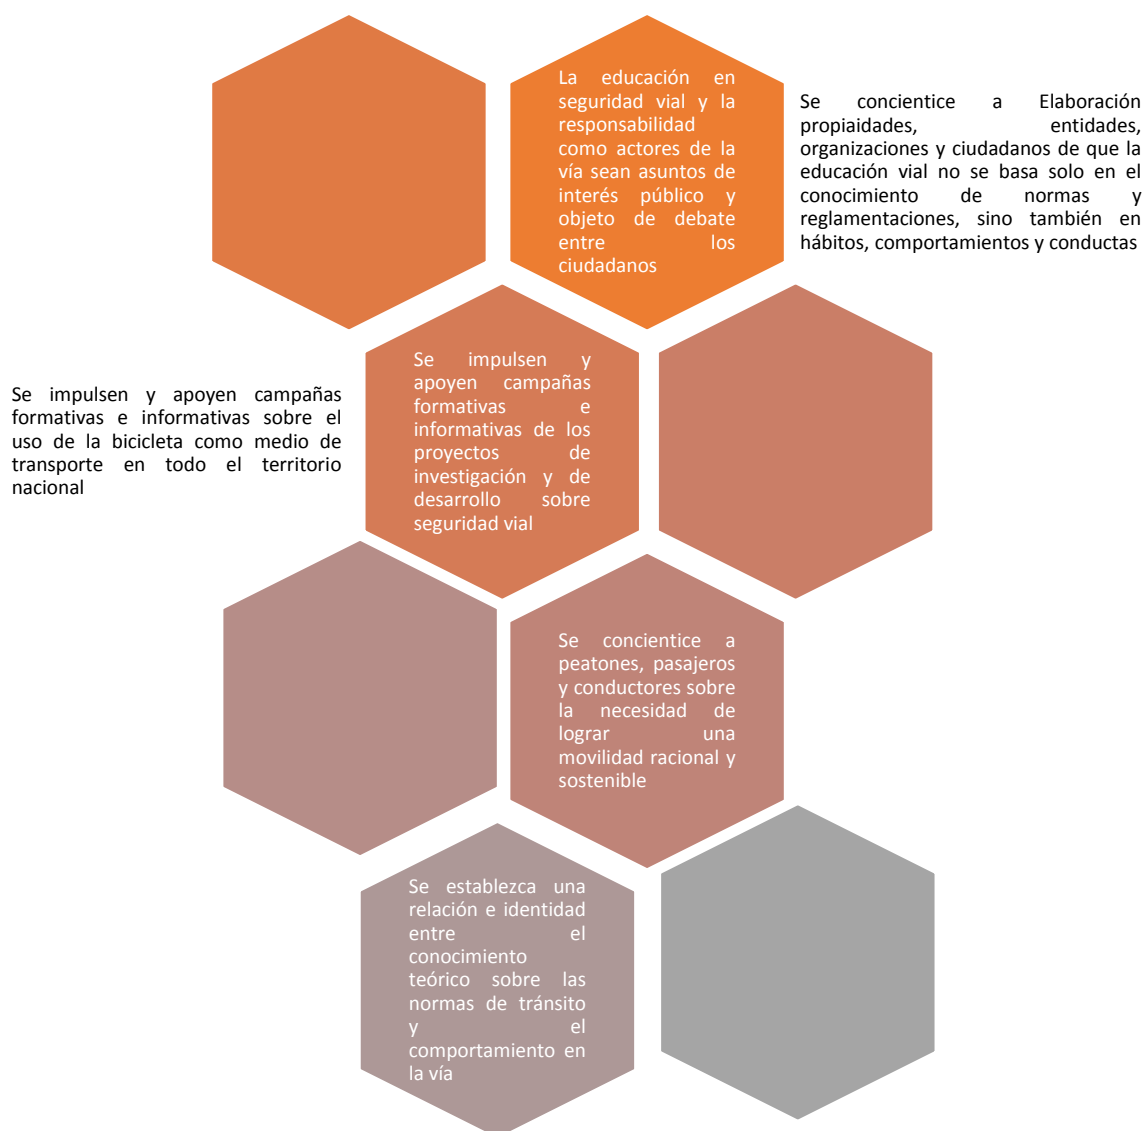 La educación en
seguridad vial y la
responsabilidad
como actores de la
vía sean asuntos de
interés público y
objeto de debate
entre los
ciudadanos
Se concientice a Elaboración
propiaidades, entidades,
organizaciones y ciudadanos de que la
educación vial no se basa solo en el
conocimiento de normas y
reglamentaciones, sino también en
hábitos, comportamientos y conductas
Se impulsen y apoyen campañas
formativas e informativas sobre el
uso de la bicicleta como medio de
transporte en todo el territorio
nacional
Se impulsen y
apoyen campañas
formativas e
informativas de los
proyectos de
investigación y de
desarrollo sobre
seguridad vial
Se concientice a
peatones, pasajeros
y conductores sobre
la necesidad de
lograr una
movilidad racional y
sostenible
Se establezca una
relación e identidad
entre el
conocimiento
teórico sobre las
normas de tránsito
y el
comportamiento en
la vía